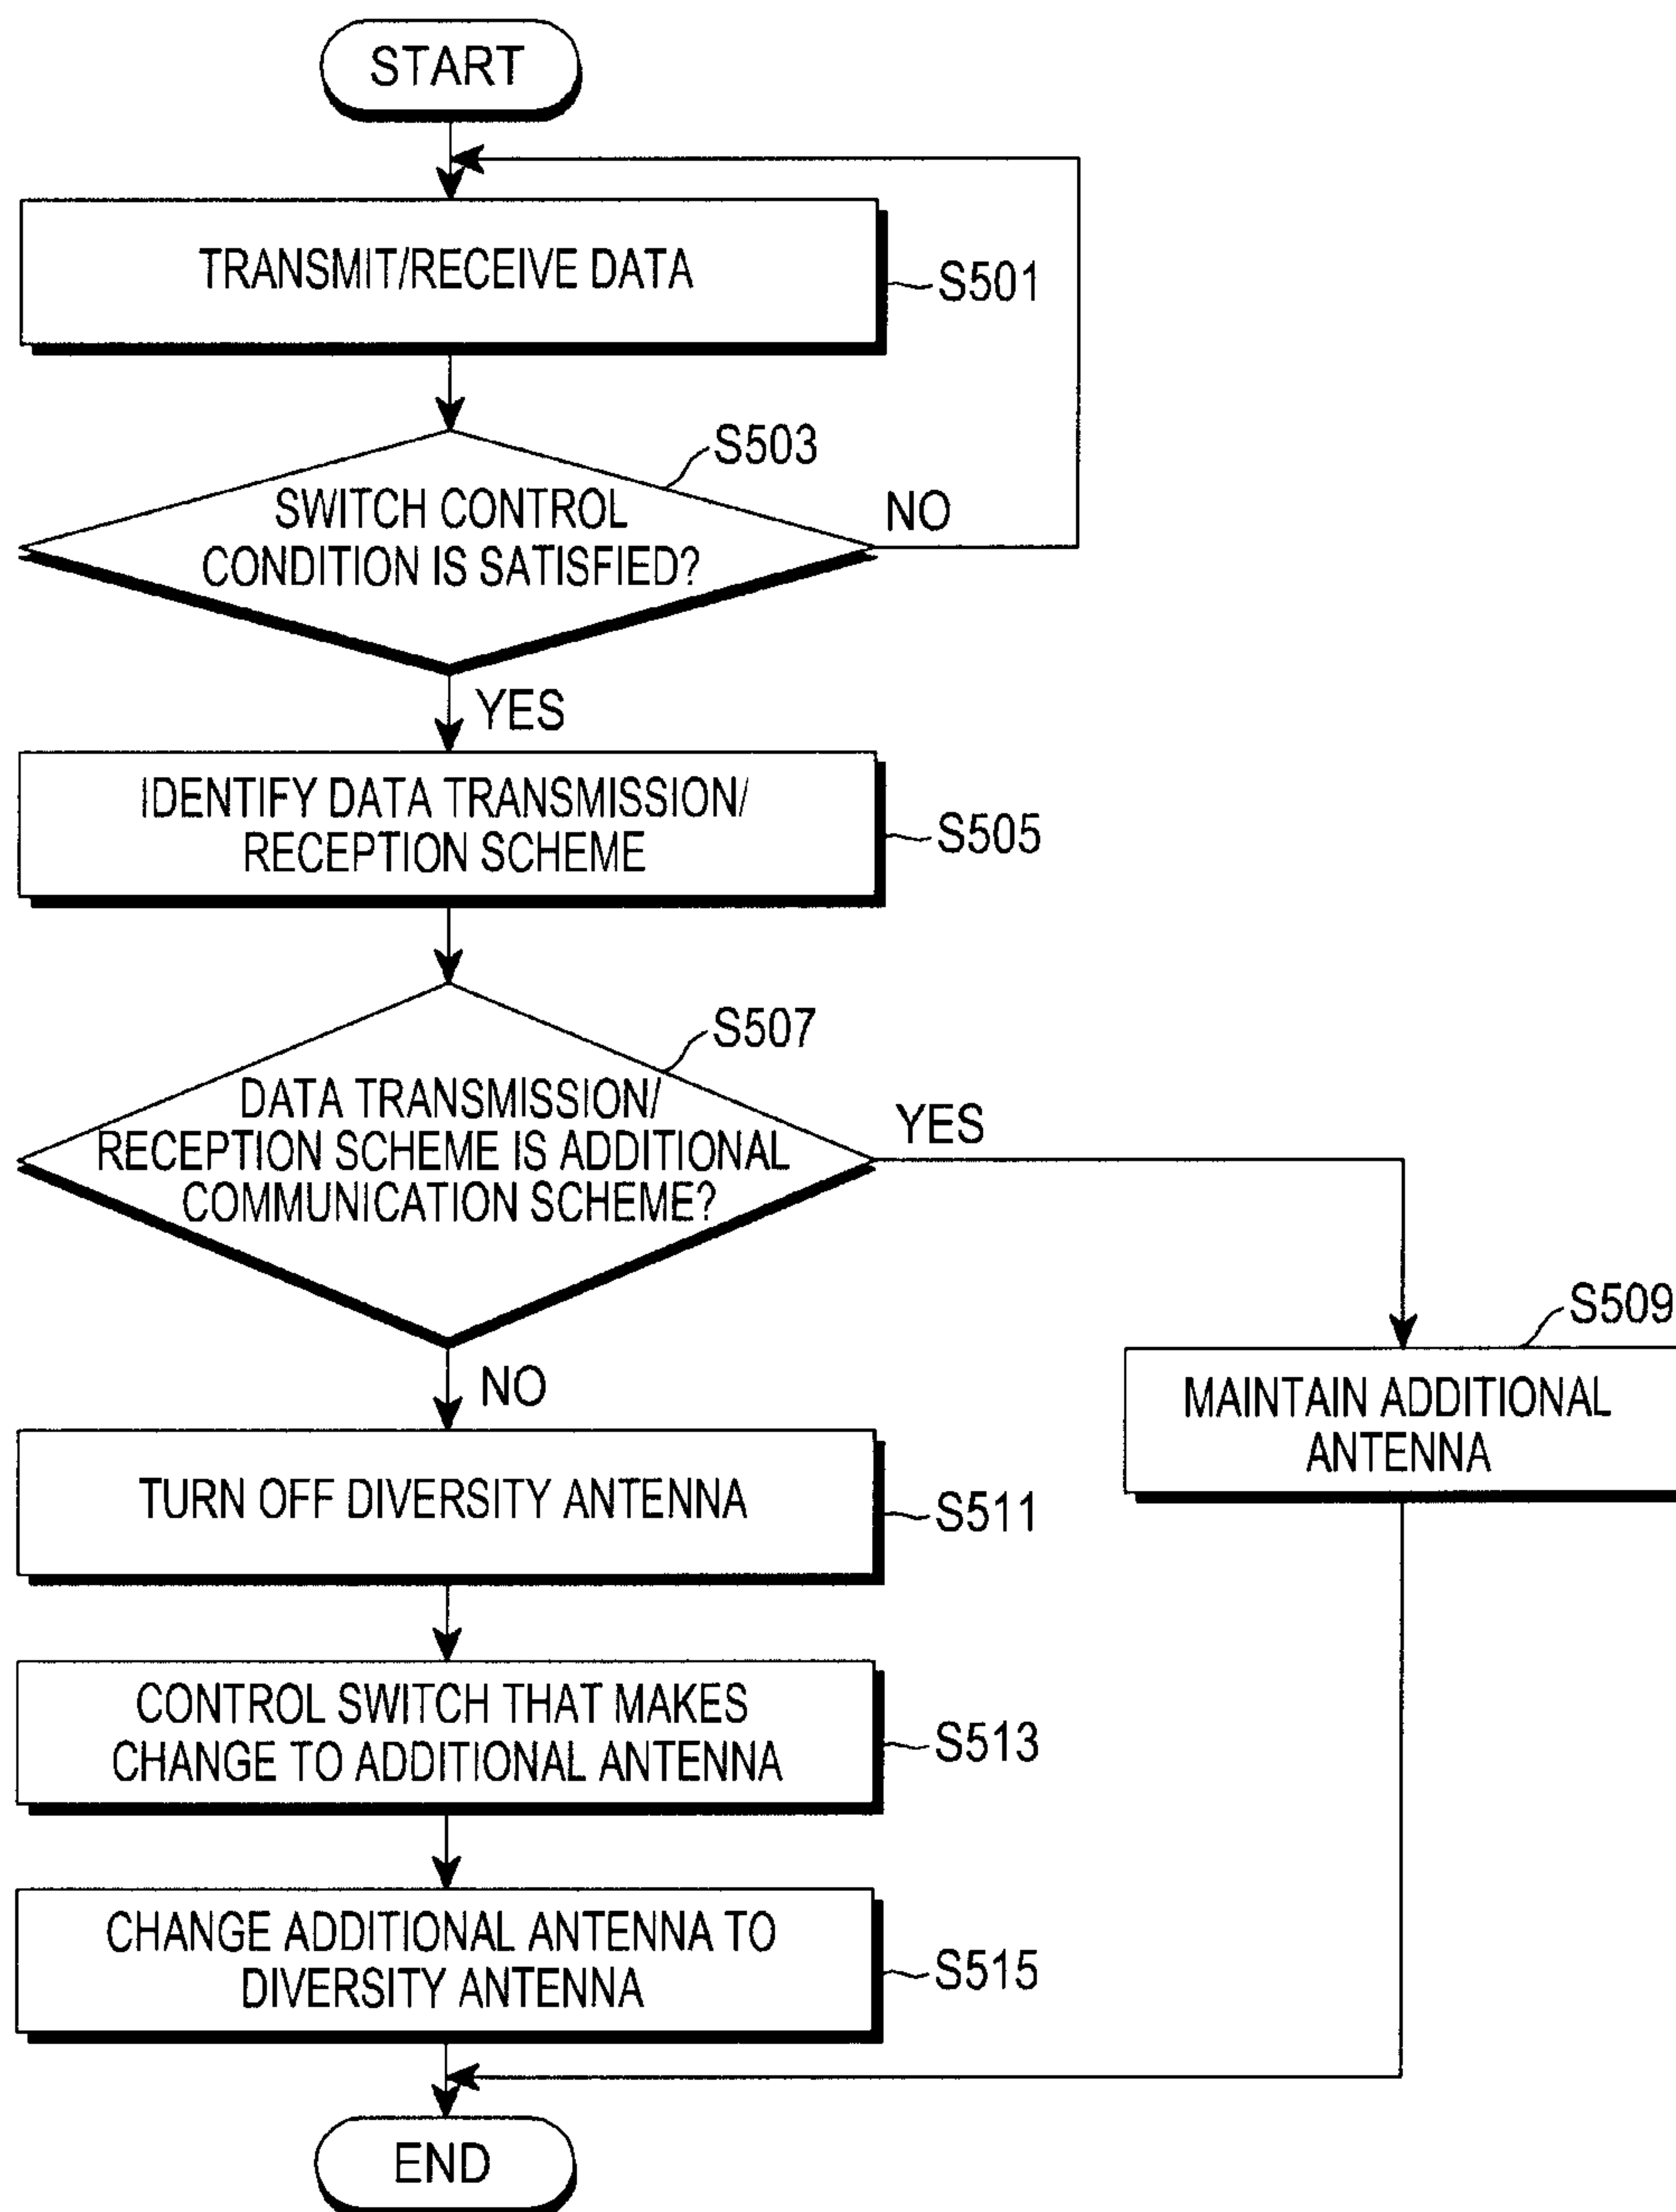 START
TRANSMIT/RECEIVE DATA
S501
S503
SWITCH CONTROL
CONDITION IS SATISFIED?
NO
YES
IDENTIFY DATA TRANSMISSION/
RECEPTION SCHEME
S505
S507
DATA TRANSMISSION/
RECEPTION SCHEME IS ADDITIONAL
COMMUNICATION SCHEME?
YES
S509
MAINTAIN ADDITIONAL
ANTENNA
NO
TURN OFF DIVERSITY ANTENNA
S511
CONTROL SWITCH THAT MAKES
CHANGE TO ADDITIONAL ANTENNA
S513
CHANGE ADDITIONAL ANTENNA TO
DIVERSITY ANTENNA
S515
END